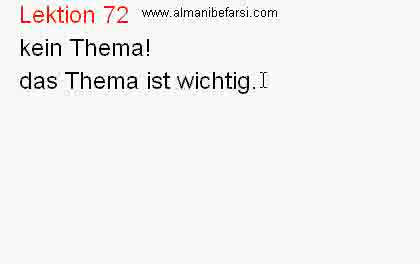 Lektion 72 www.almanibefarsi.com
kein Thema!
das Thema ist wichtig.